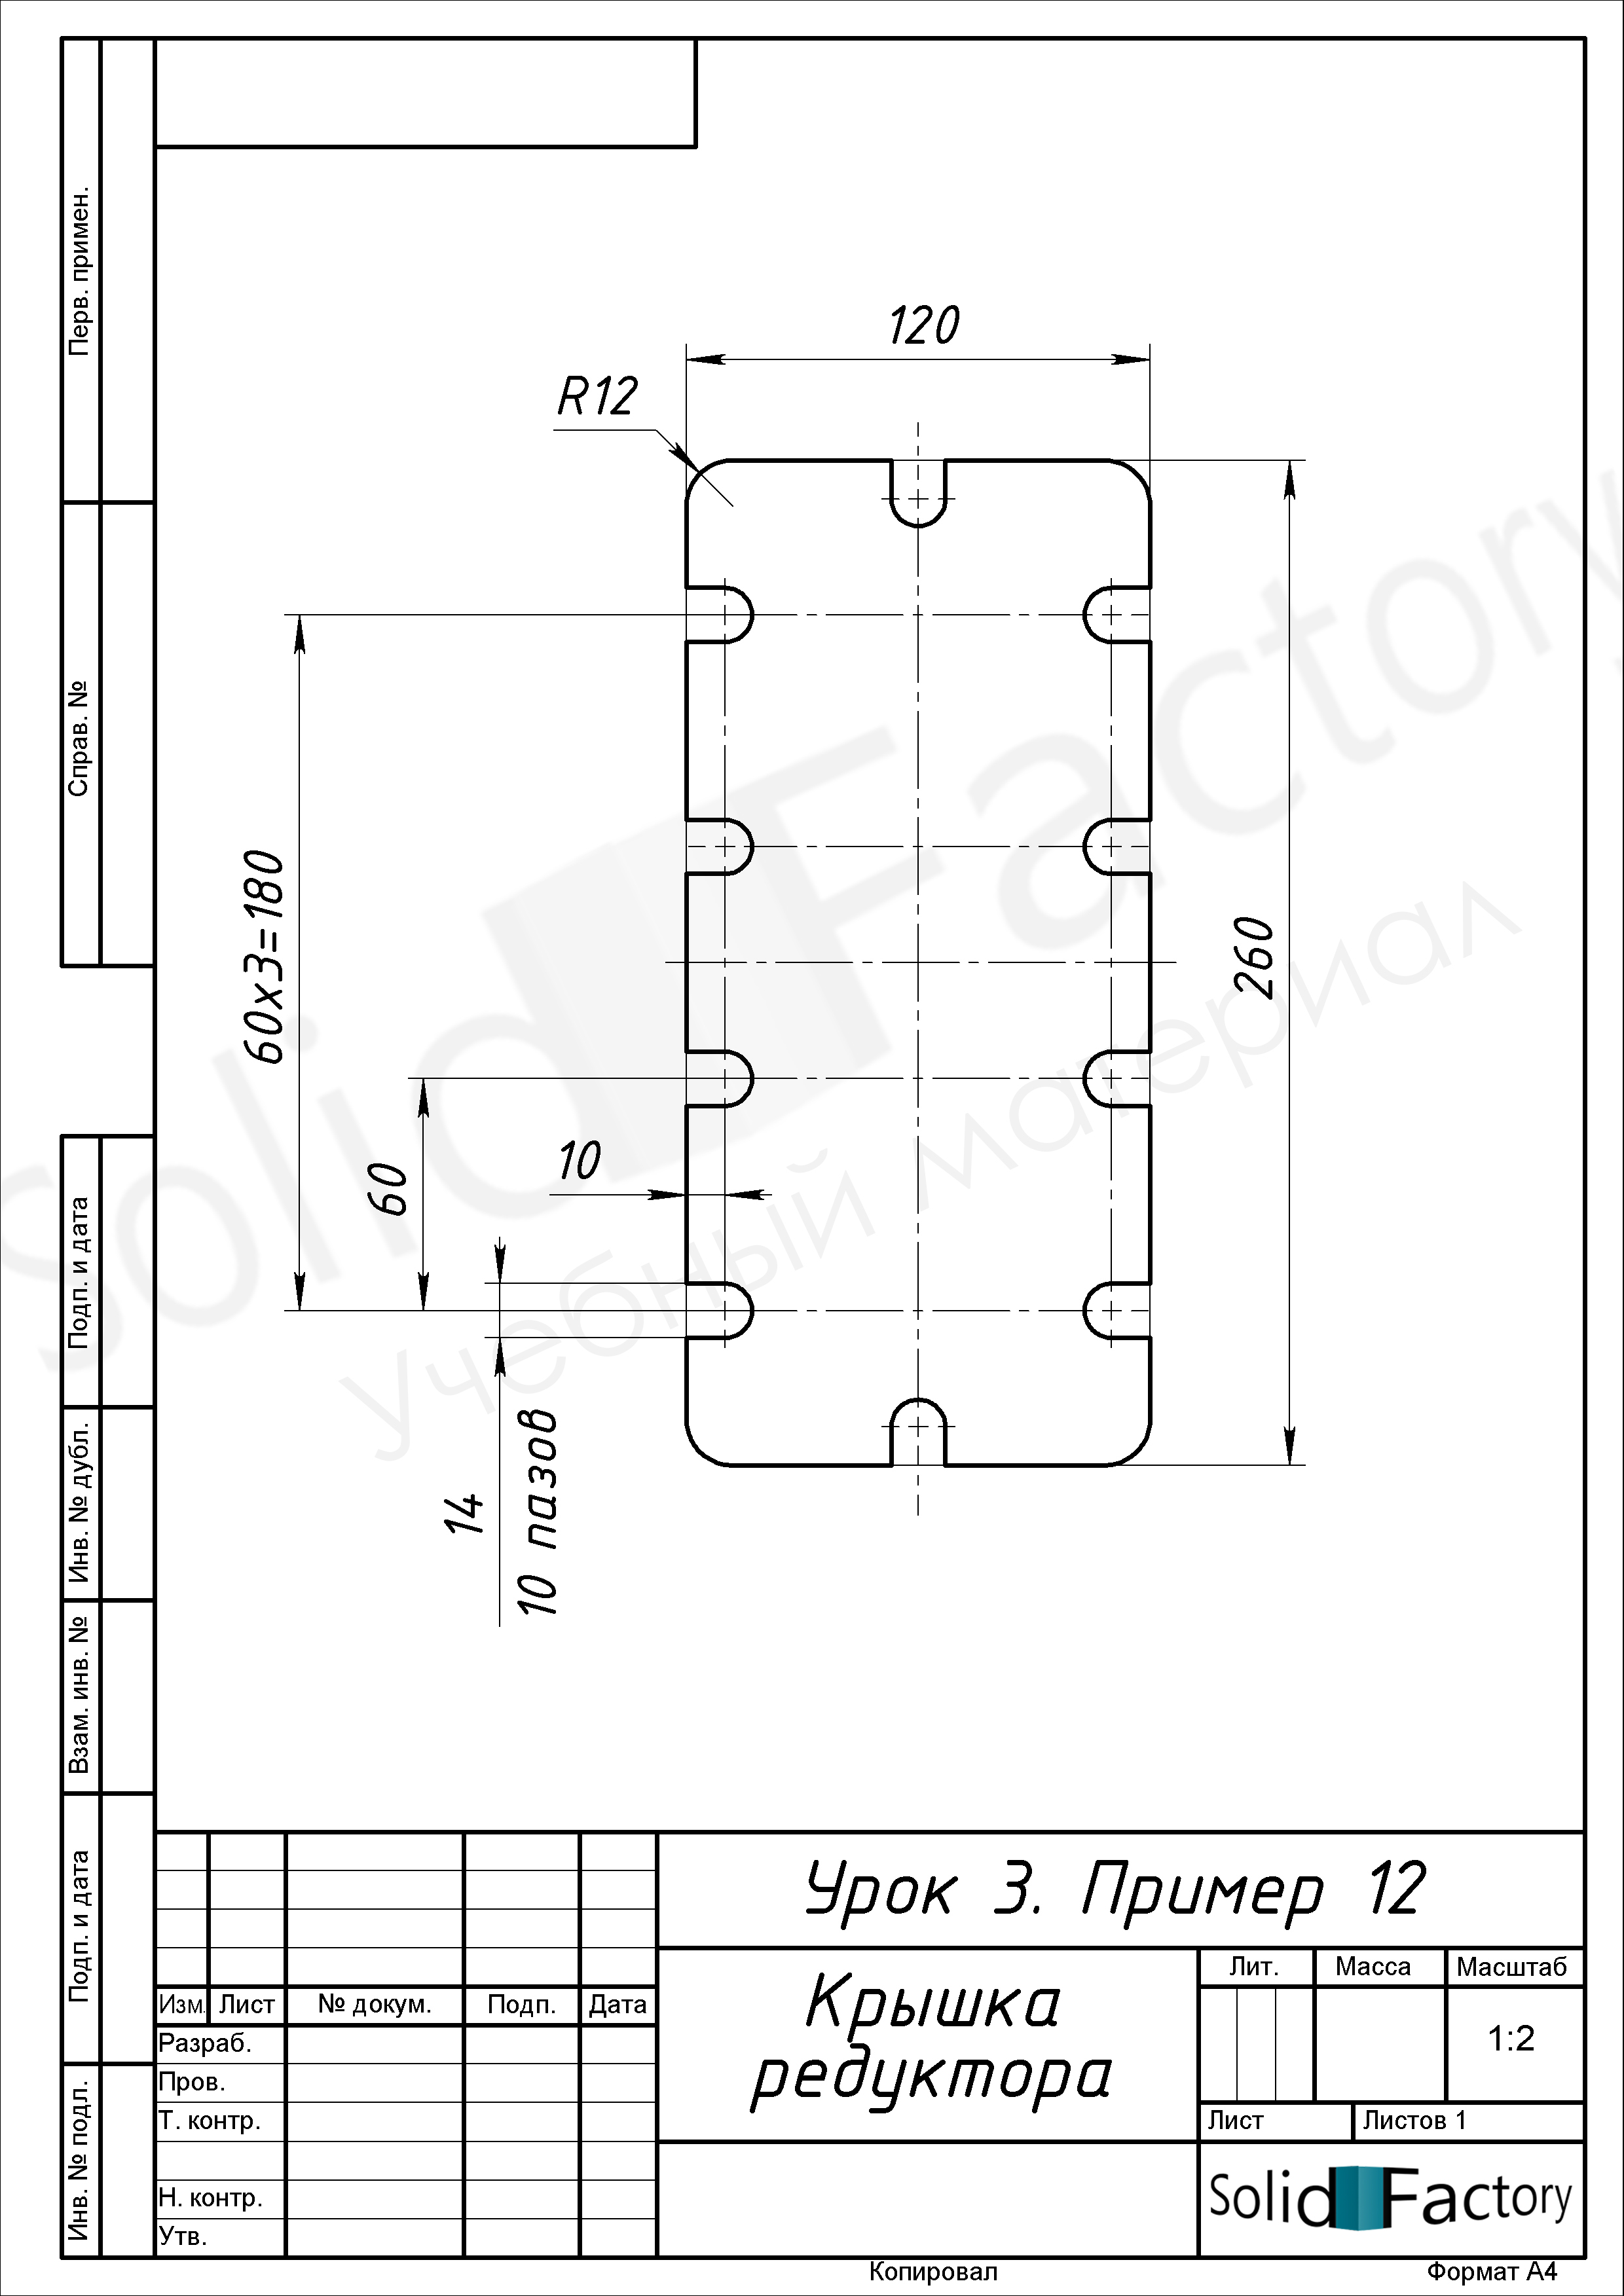 Перв. примен.
Справ. №
Подп. и дата
Инв. № дубл.
Взам. инв. №
Подп. и дата
Инв. № подл.
120
R12
60х3=180
260
60
10
14
10 пазов
Solid Factory
Учебный материал
Урок 3. Пример 12
Крышка
редуктора
Лит. Масса Масштаб
1:2
Лист Листов 1
Изм. Лист № докум. Подп. Дата
Разраб.
Пров.
Т. контр.
Н. контр.
Утв.
Solid Factory
Копировал Формат А4